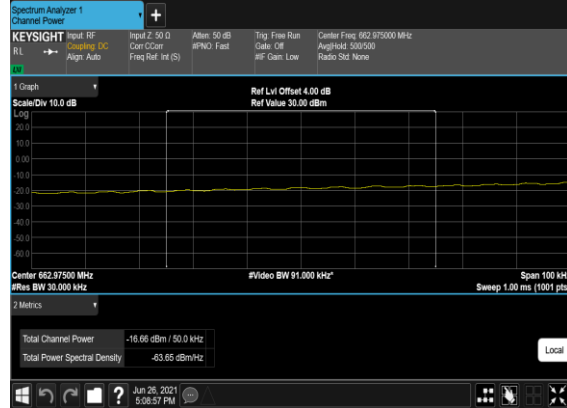 Spectrum Analyzer 1
Channel Power
+
KEYSIGHT Input: RF Input Z: 50 Ω Atten: 50 dB Trig: Free Run Center Freq: 662.975000 MHz
RL Coupling: DC Corr CCorr #PNO: Fast Gate: Off Avg|Hold: 500/500
Align: Auto Freq Ref: Int (S) #IF Gain: Low Radio Std: None
1 Graph
Ref Lvl Offset 4.00 dB
Scale/Div 10.0 dB Ref Value 30.00 dBm
Log
20.0
10.0
0.00
-10.0
-20.0
-30.0
-40.0
-50.0
-60.0
Center 662.97500 MHz #Video BW 91.000 kHz* Span 100 kHz
#Res BW 30.000 kHz Sweep 1.00 ms (1001 pts)
2 Metrics
Total Channel Power -16.66 dBm / 50.0 kHz
Total Power Spectral Density -63.65 dBm/Hz
Local
? Jun 26, 2021
5:08:57 PM